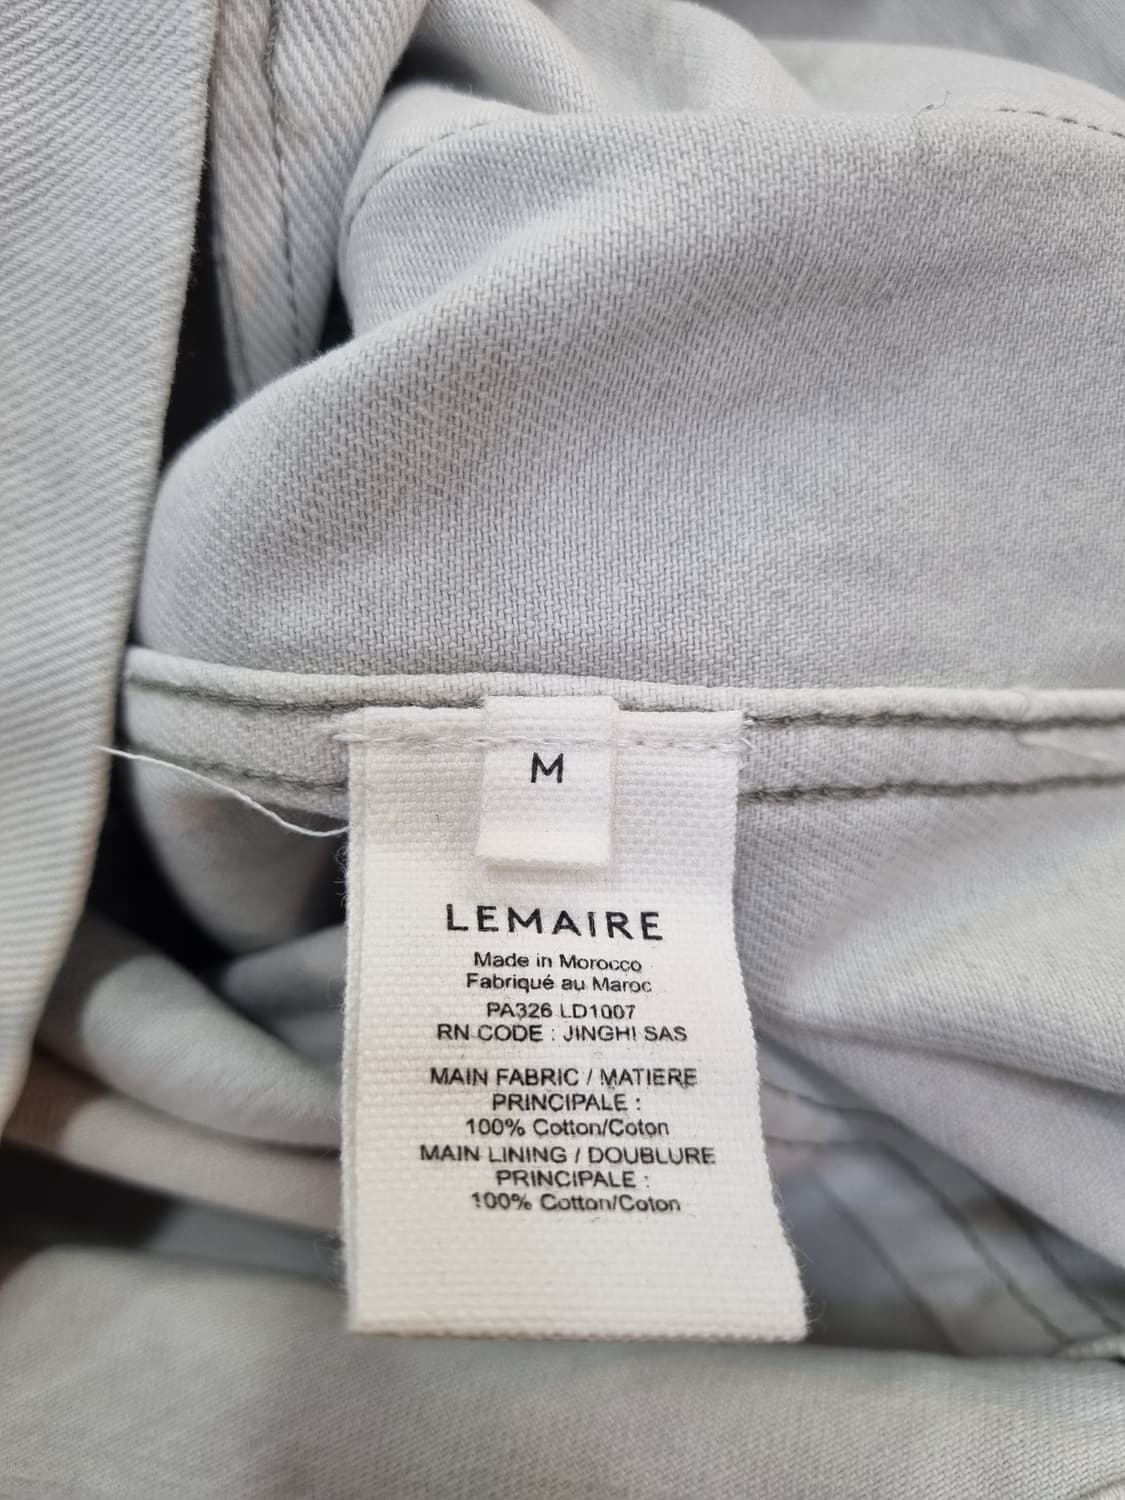 M
LEMAIRE
Made in Morocco
Fabriqué au Maroc
PA326 LD1007
RN CODE : JINGHI SAS
MAIN FABRIC / MATIERE
PRINCIPALE :
100% Cotton/Coton
MAIN LINING / DOUBLURE
PRINCIPALE :
100% Cotton/Coton